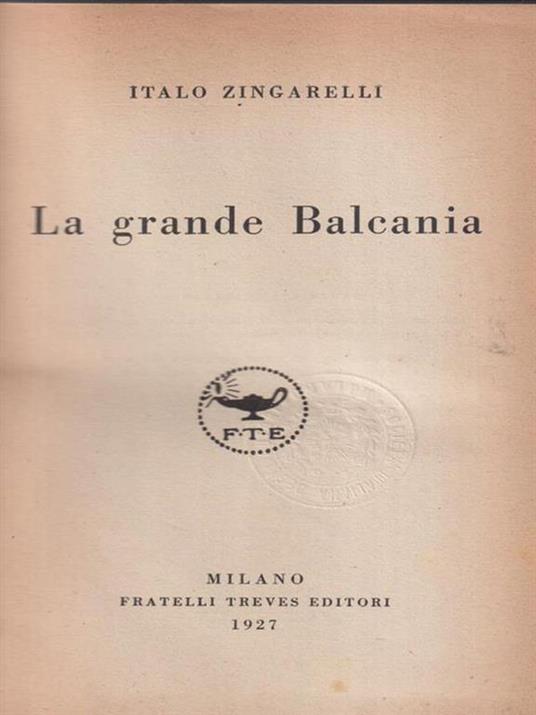 ITALO ZINGARELLI
La grande Balcania
F·T·E
MILANO
FRATELLI TREVES EDITORI
1927